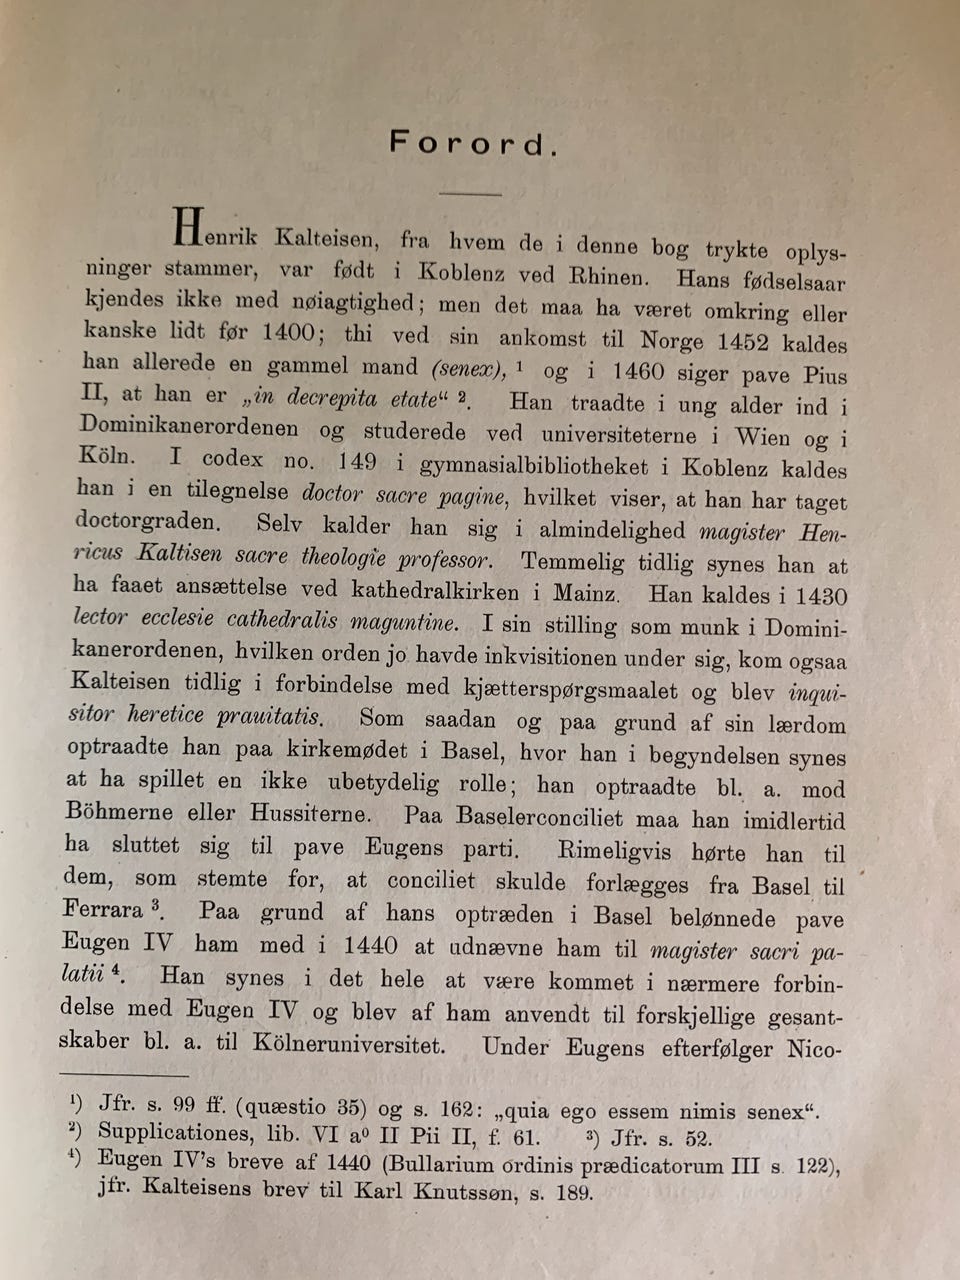 Forord.
Henrik Kalteisen, fra hvem de i denne bog trykte oplys-
ninger stammer, var født i Koblenz ved Rhinen. Hans fødselsaar
kjendes ikke med nøiagtighed; men det maa ha været omkring eller
kanske lidt før 1400; thi ved sin ankomst til Norge 1452 kaldes
han allerede en gammel mand (senex), ¹ og i 1460 siger pave Pius
II, at han er „in decrepita etate“ ². Han traadte i ung alder ind i
Dominikanerordenen og studerede ved universiteterne i Wien og i
Köln. I codex no. 149 i gymnasialbibliotheket i Koblenz kaldes
han i en tilegnelse doctor sacre pagine, hvilket viser, at han har taget
doctorgraden. Selv kalder han sig i almindelighed magister Hen-
ricus Kaltisen sacre theologie professor. Temmelig tidlig synes han at
ha faaet ansættelse ved kathedralkirken i Mainz. Han kaldes i 1430
lector ecclesie cathedralis maguntine. I sin stilling som munk i Domini-
kanerordenen, hvilken orden jo havde inkvisitionen under sig, kom ogsaa
Kalteisen tidlig i forbindelse med kjætterspørgsmaalet og blev inqui-
sitor heretice prauitatis. Som saadan og paa grund af sin lærdom
optraadte han paa kirkemødet i Basel, hvor han i begyndelsen synes
at ha spillet en ikke ubetydelig rolle; han optraadte bl. a. mod
Böhmerne eller Hussiterne. Paa Baselerconciliet maa han imidlertid
ha sluttet sig til pave Eugens parti. Rimeligvis hørte han til
dem, som stemte for, at conciliet skulde forlægges fra Basel til
Ferrara ³. Paa grund af hans optræden i Basel belønnede pave
Eugen IV ham med i 1440 at udnævne ham til magister sacri pa-
latii ⁴. Han synes i det hele at være kommet i nærmere forbin-
delse med Eugen IV og blev af ham anvendt til forskjellige gesant-
skaber bl. a. til Kölneruniversitet. Under Eugens efterfølger Nico-
¹) Jfr. s. 99 ff. (quæstio 35) og s. 162: „quia ego essem nimis senex“.
²) Supplicationes, lib. VI a⁰ II Pii II, f. 61. ³) Jfr. s. 52.
⁴) Eugen IV's breve af 1440 (Bullarium ordinis prædicatorum III s. 122),
jfr. Kalteisens brev til Karl Knutssøn, s. 189.